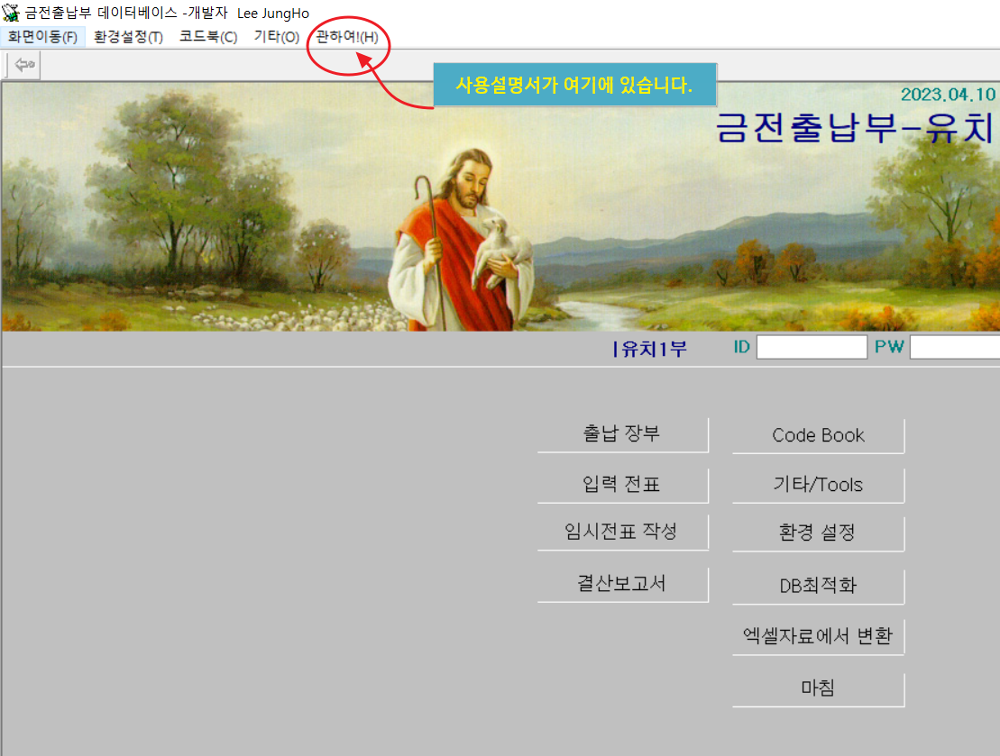 금전출납부 데이터베이스 -개발자 Lee JungHo
화면이동(F) 환경설정(T) 코드북(C) 기타(O) 관하여!(H)
사용설명서가 여기에 있습니다.
2023.04.10
금전출납부-유치
|유치1부 ID PW
출납 장부 Code Book
입력 전표 기타/Tools
임시전표 작성 환경 설정
결산보고서 DB최적화
엑셀자료에서 변환
마침